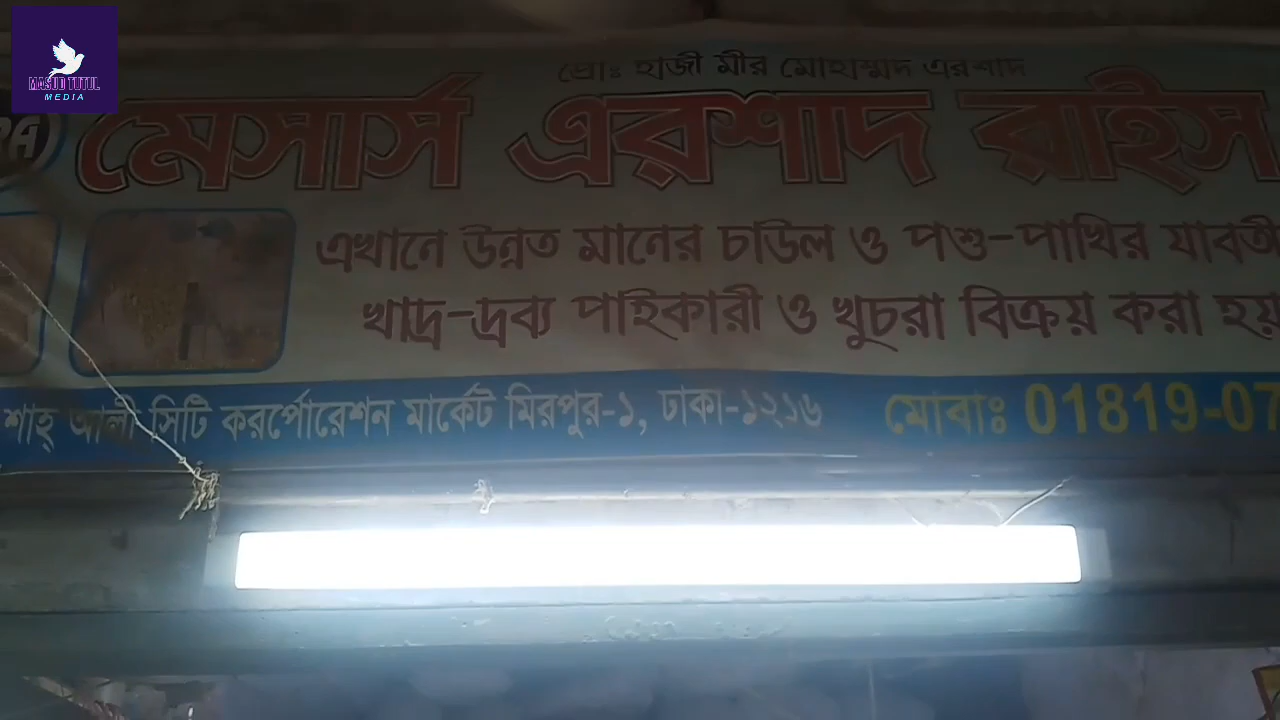 MASUD TUTUL
MEDIA
প্রোঃ হাজী মীর মোহাম্মদ এরশাদ
মেসার্স এরশাদ রাইস
এখানে উন্নত মানের চাউল ও পশু-পাখির যাবতী
খাদ্র-দ্রব্য পাইকারী ও খুচরা বিক্রয় করা হয়
শাহ্ আলী সিটি কর্পোরেশন মার্কেট মিরপুর-১, ঢাকা-১২১৬ মোবাঃ 01819-07